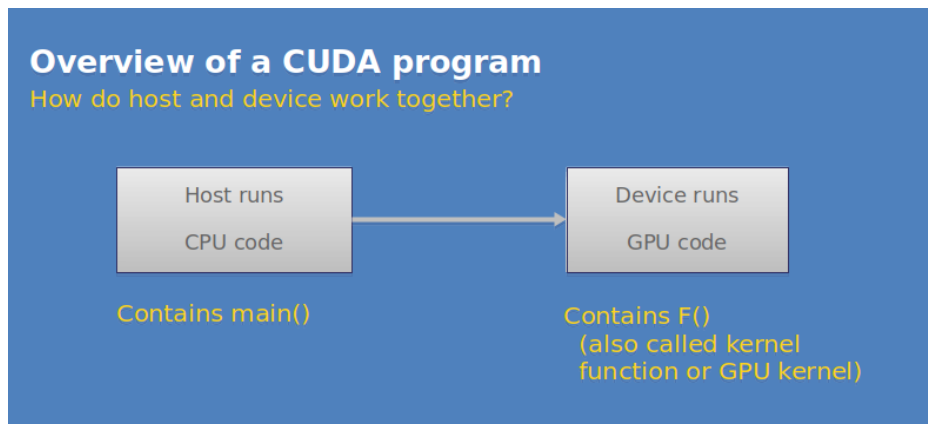 Overview of a CUDA program
How do host and device work together?
Host runs
CPU code
Device runs
GPU code
Contains main()
Contains F()
(also called kernel
function or GPU kernel)